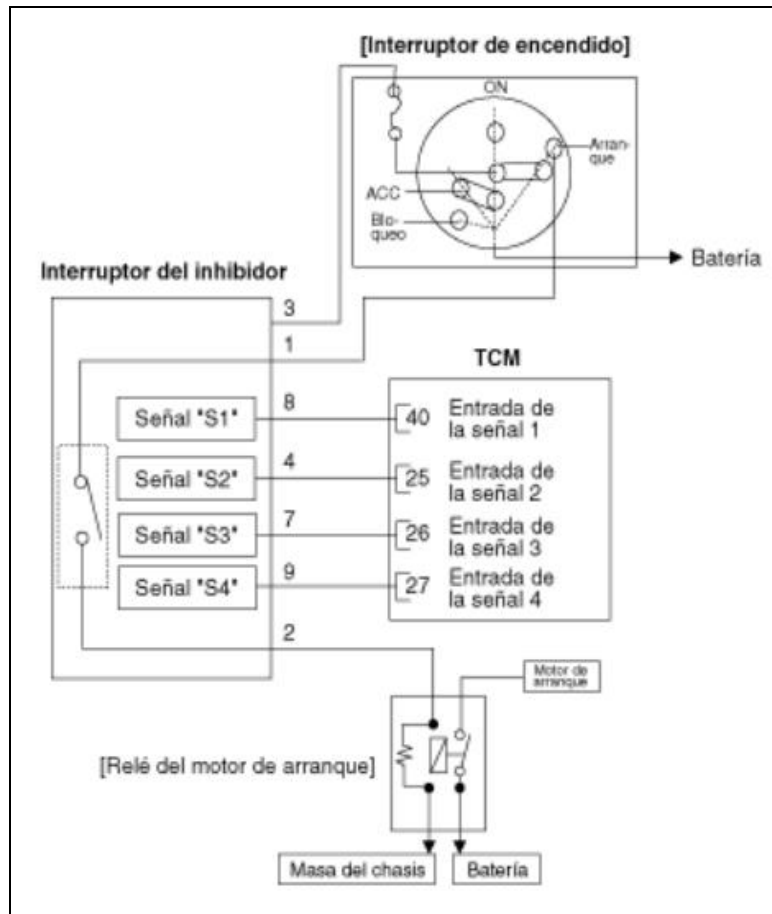 [Interruptor de encendido]
ON
Arran-
que
ACC
Blo-
queo
Batería
Interruptor del inhibidor
3
1
TCM
Señal "S1"
8
40
Entrada de
la señal 1
Señal "S2"
4
25
Entrada de
la señal 2
Señal "S3"
7
26
Entrada de
la señal 3
Señal "S4"
9
27
Entrada de
la señal 4
2
Motor de
arranque
[Relé del motor de arranque]
Masa del chasis
Batería